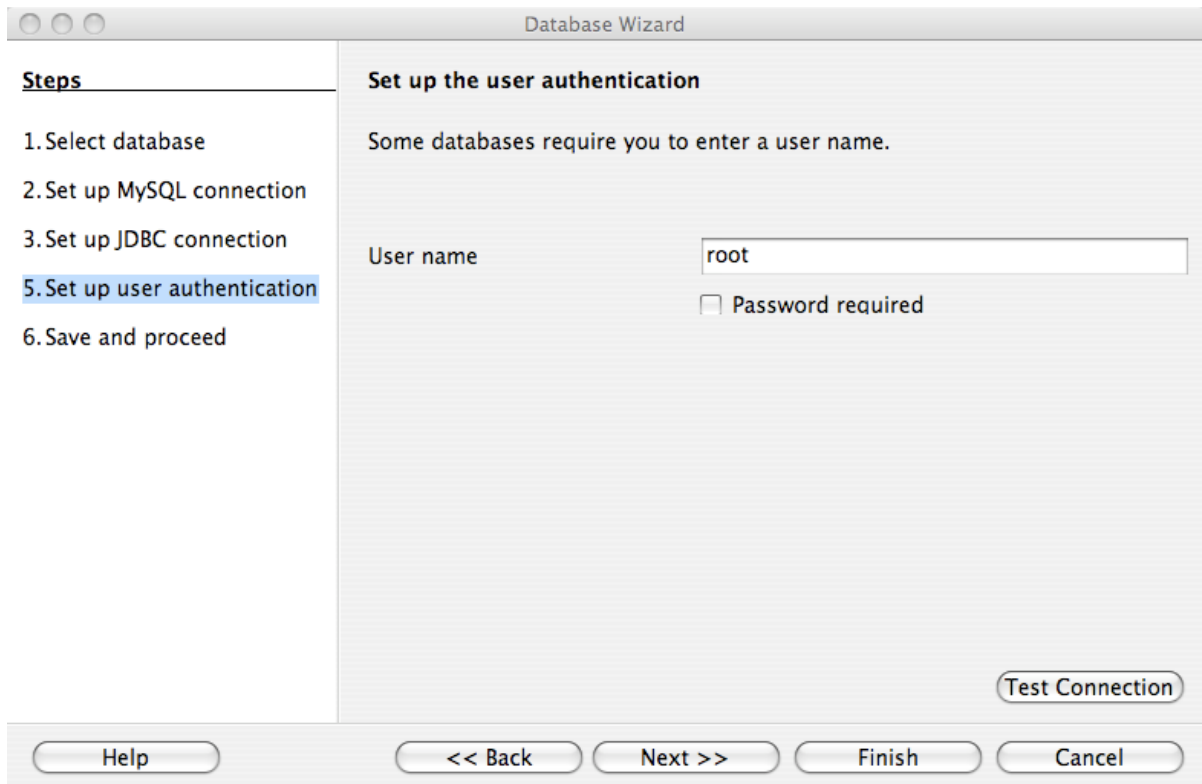 Database Wizard
Steps
1. Select database
2. Set up MySQL connection
3. Set up JDBC connection
5. Set up user authentication
6. Save and proceed
Set up the user authentication
Some databases require you to enter a user name.
User name
root
Password required
Test Connection
Help
<< Back
Next >>
Finish
Cancel